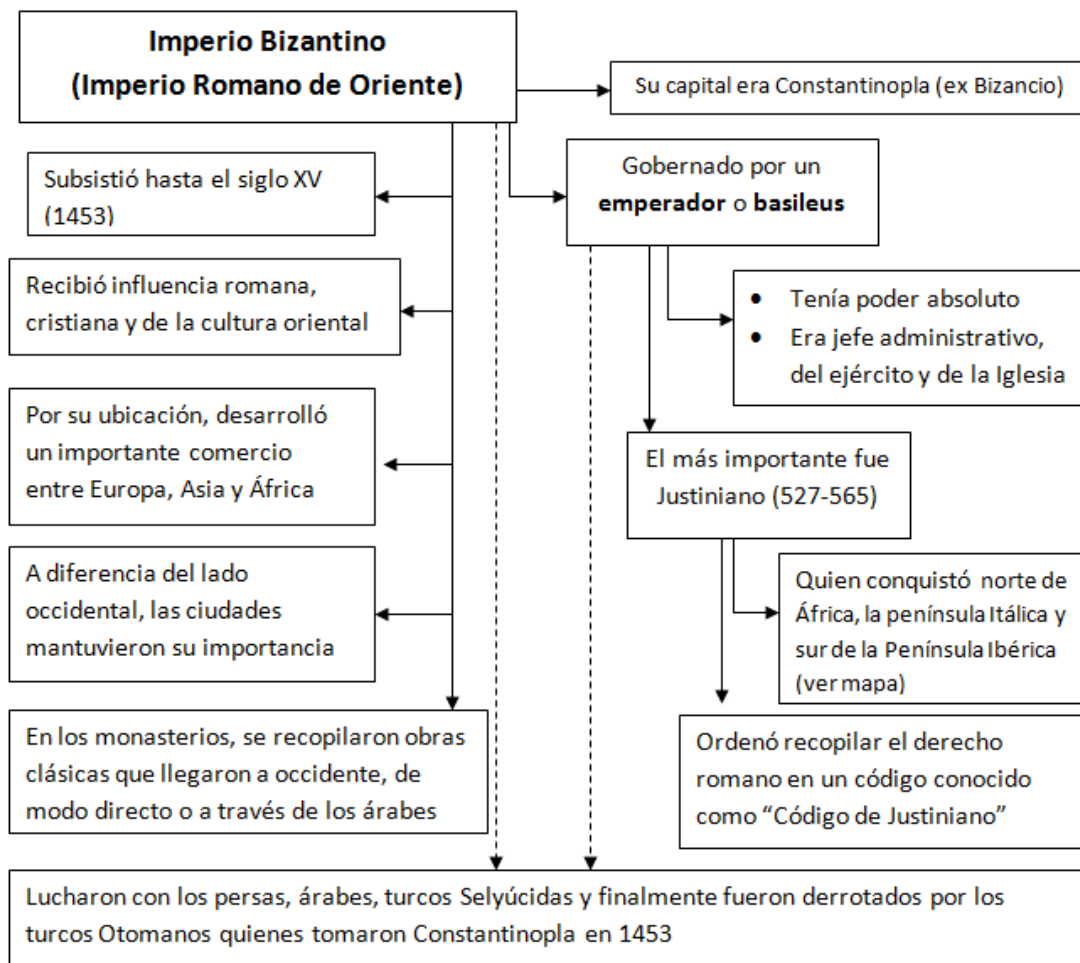 Imperio Bizantino
(Imperio Romano de Oriente)
Su capital era Constantinopla (ex Bizancio)
Subsistió hasta el siglo XV
(1453)
Gobernado por un
emperador o basileus
Recibió influencia romana,
cristiana y de la cultura oriental
• Tenía poder absoluto
• Era jefe administrativo,
del ejército y de la Iglesia
Por su ubicación, desarrolló
un importante comercio
entre Europa, Asia y África
El más importante fue
Justiniano (527-565)
A diferencia del lado
occidental, las ciudades
mantuvieron su importancia
Quien conquistó norte de
África, la península Itálica y
sur de la Península Ibérica
(ver mapa)
En los monasterios, se recopilaron obras
clásicas que llegaron a occidente, de
modo directo o a través de los árabes
Ordenó recopilar el derecho
romano en un código conocido
como “Código de Justiniano”
Lucharon con los persas, árabes, turcos Selyúcidas y finalmente fueron derrotados por los
turcos Otomanos quienes tomaron Constantinopla en 1453